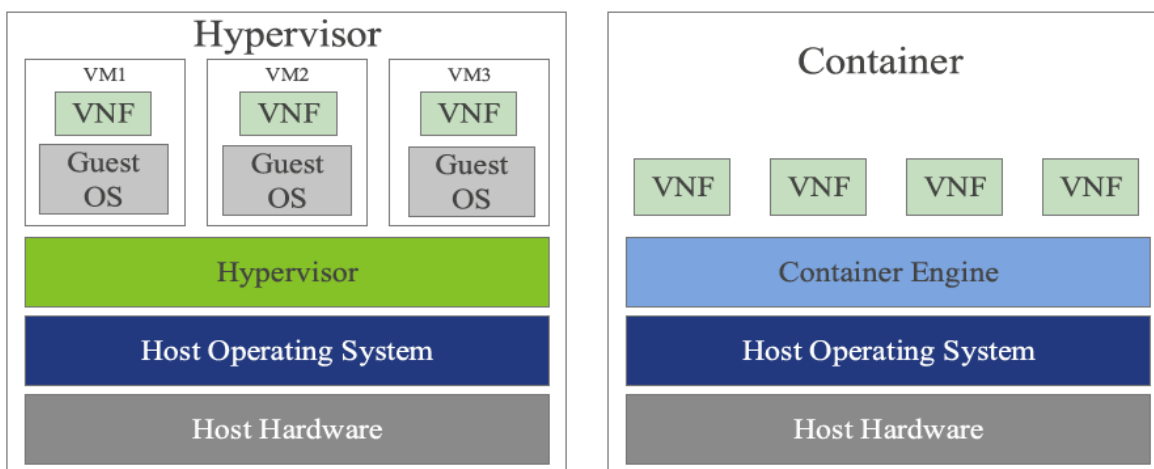 Hypervisor
VM1
VNF
Guest
OS
VM2
VNF
Guest
OS
VM3
VNF
Guest
OS
Hypervisor
Host Operating System
Host Hardware
Container
VNF
VNF
VNF
VNF
Container Engine
Host Operating System
Host Hardware